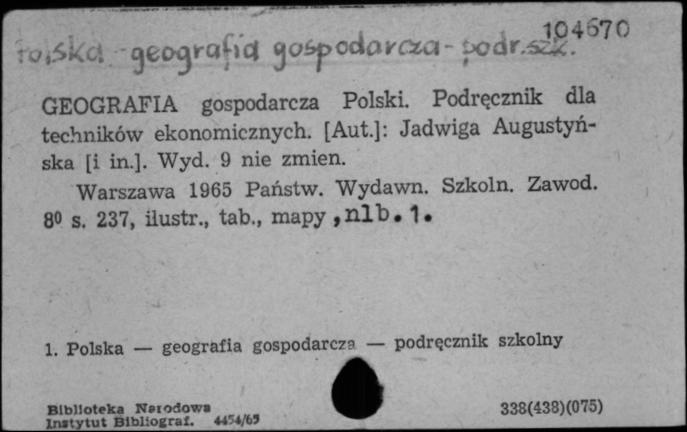 104670
Polska - geografia gospodarcza - podr. szk.
GEOGRAFIA gospodarcza Polski. Podręcznik dla
techników ekonomicznych. [Aut.]: Jadwiga Augustyń-
ska [i in.]. Wyd. 9 nie zmien.
Warszawa 1965 Państw. Wydawn. Szkoln. Zawod.
8⁰ s. 237, ilustr., tab., mapy, nlb. 1.
1. Polska — geografia gospodarcza — podręcznik szkolny
Biblioteka Narodowa
Instytut Bibliograf. 4454/65
338(438)(075)